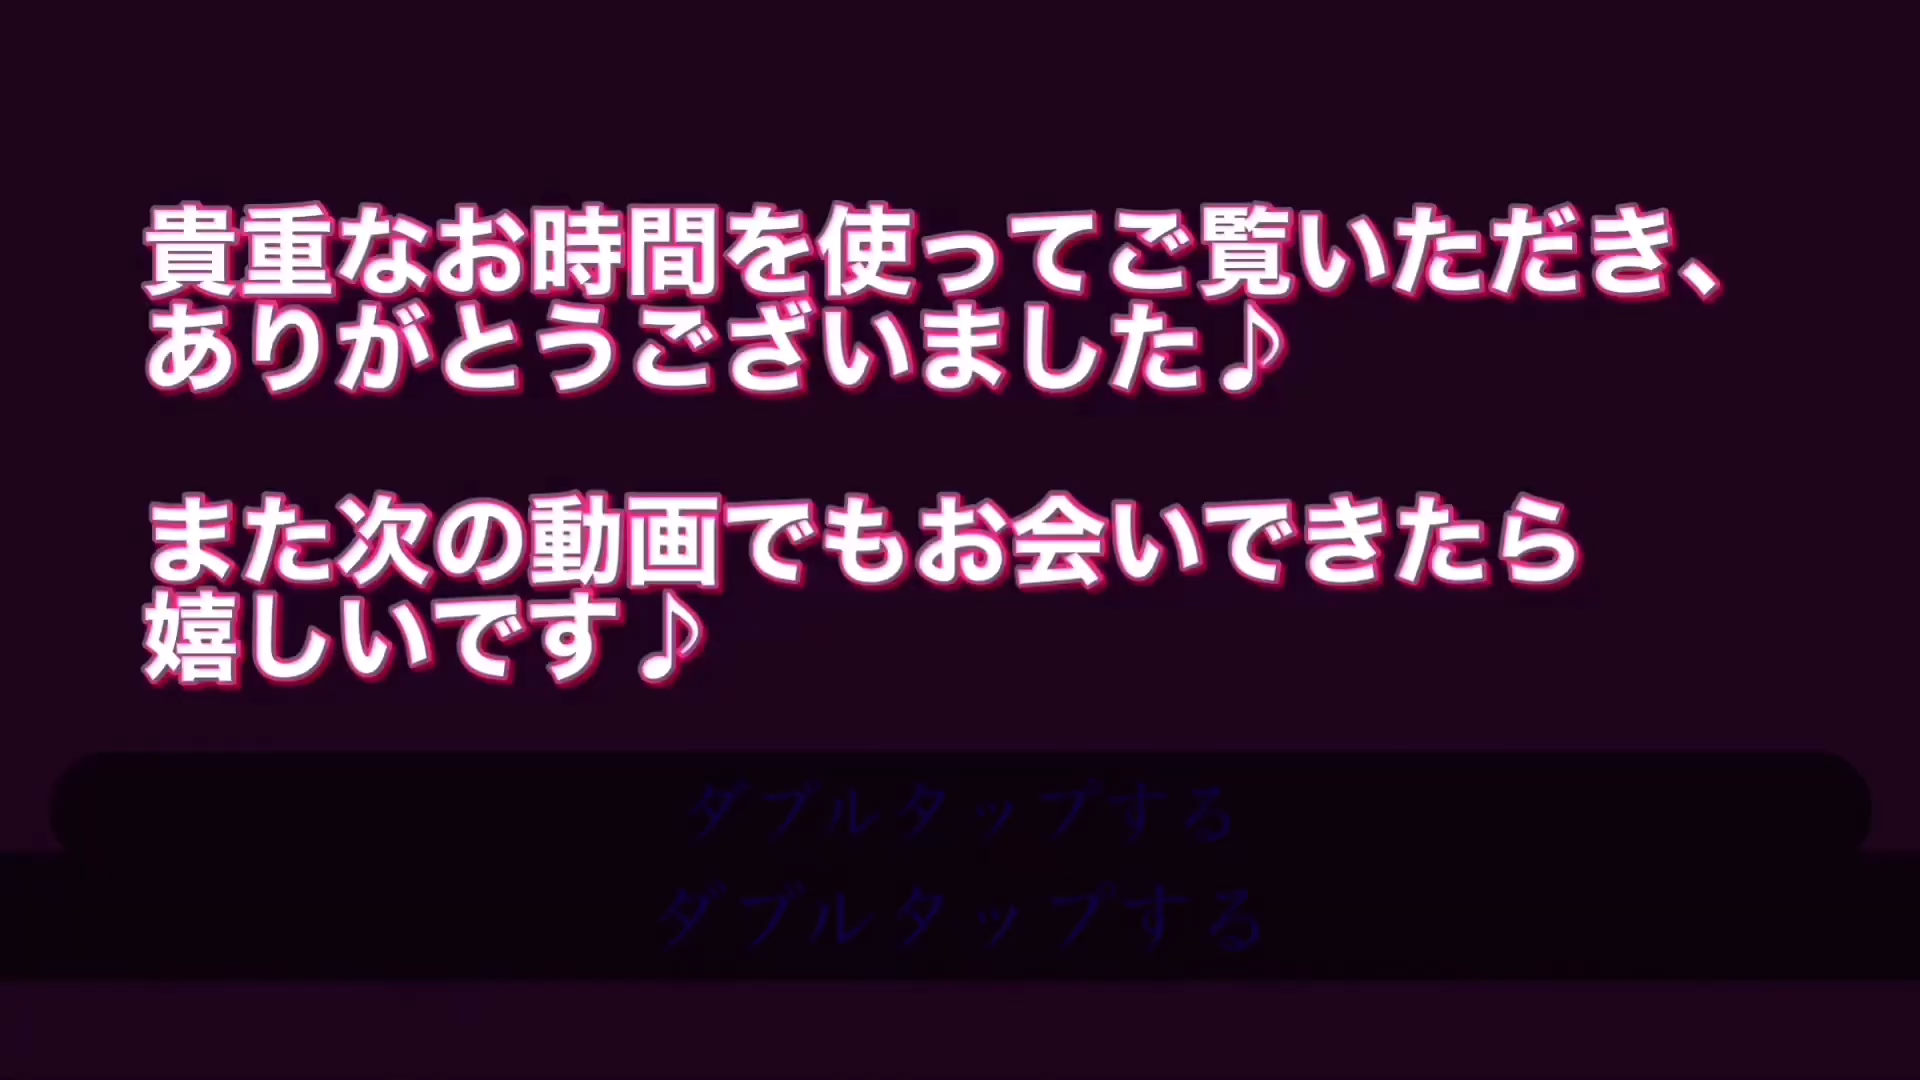 貴重なお時間を使ってご覧いただき、
ありがとうございました♪
また次の動画でもお会いできたら
嬉しいです♪
ダブルタップする
ダブルタップする